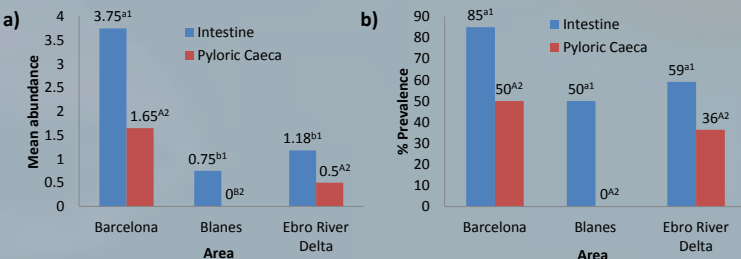 a)
3.75a1
1.65A2
0.75b1
0B2
1.18b1
0.5A2
Intestine
Pyloric Caeca
4
3.5
3
2.5
2
1.5
1
0.5
0
Mean abundance
Barcelona
Blanes
Ebro River
Delta
Area
b)
85a1
50A2
50a1
0A2
59a1
36A2
Intestine
Pyloric Caeca
90
80
70
60
50
40
30
20
10
0
% Prevalence
Barcelona
Blanes
Ebro River
Delta
Area